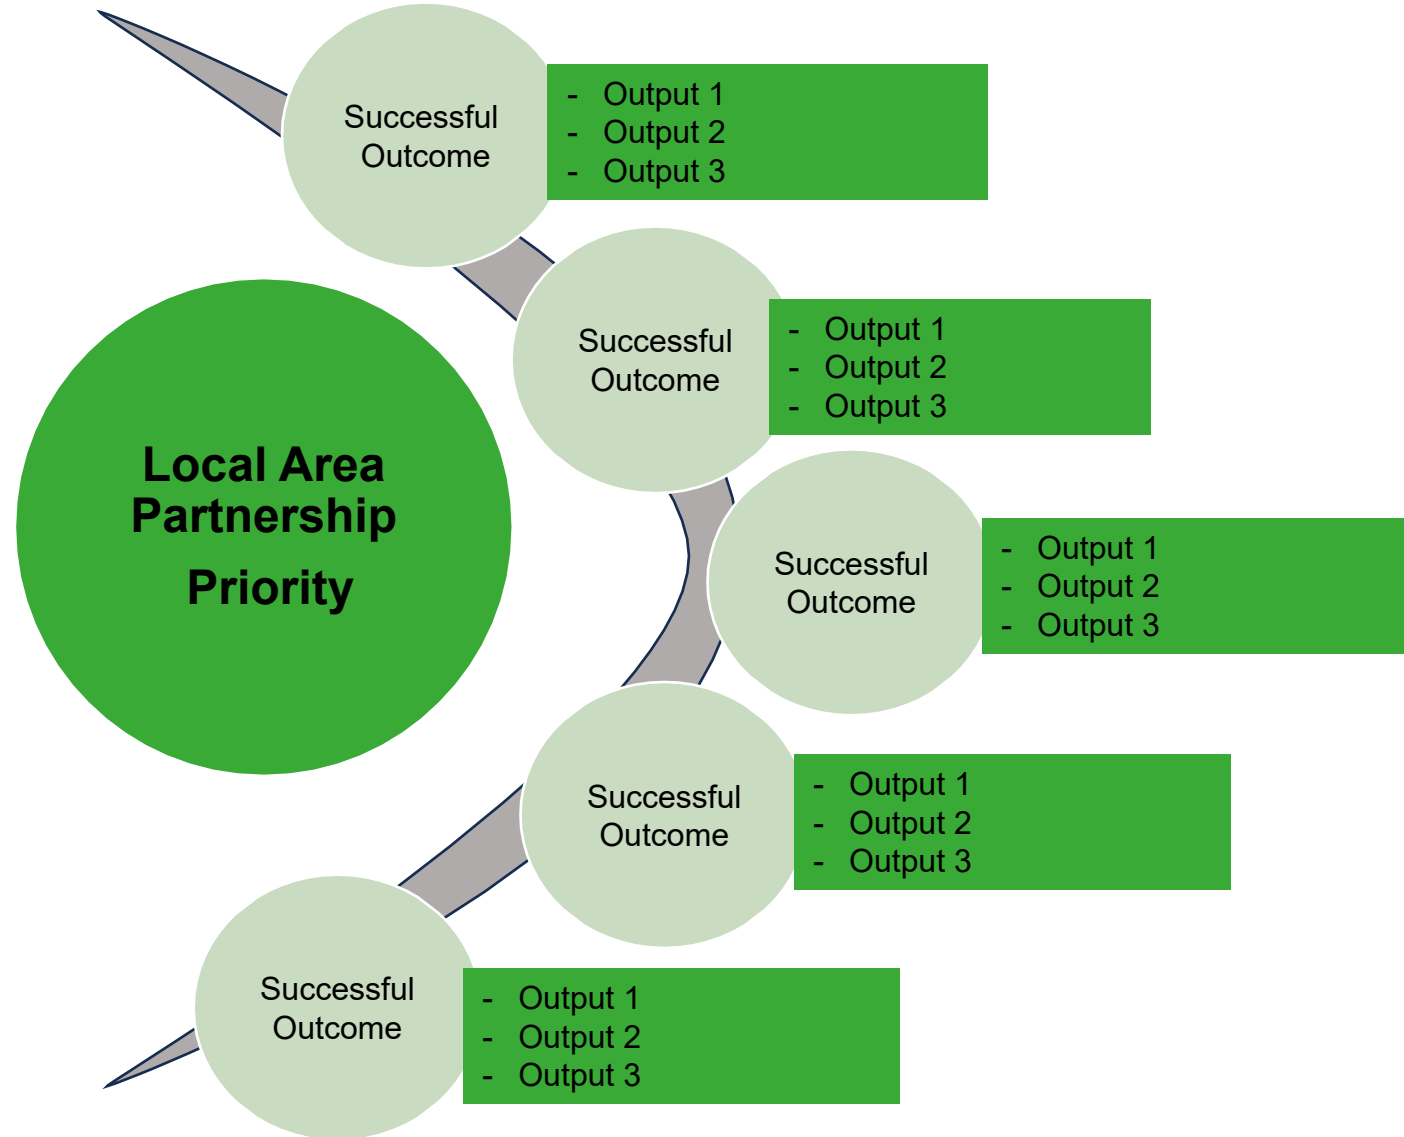 Successful
Outcome
- Output 1
- Output 2
- Output 3
Successful
Outcome
- Output 1
- Output 2
- Output 3
Local Area
Partnership
Priority
Successful
Outcome
- Output 1
- Output 2
- Output 3
Successful
Outcome
- Output 1
- Output 2
- Output 3
Successful
Outcome
- Output 1
- Output 2
- Output 3